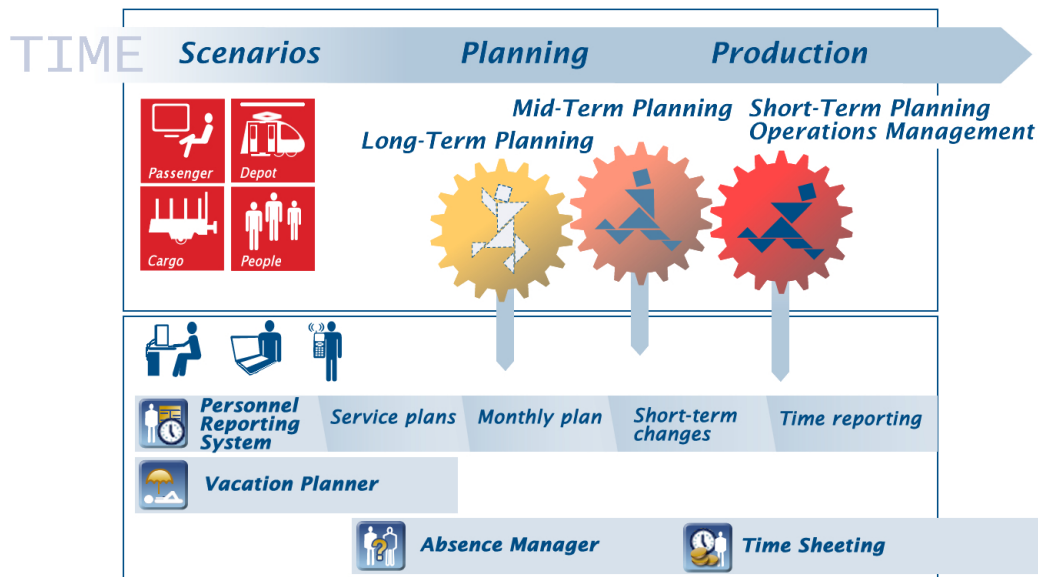 TIME
Scenarios
Planning
Production
Passenger
Depot
Cargo
People
Long-Term Planning
Mid-Term Planning
Short-Term Planning
Operations Management
Personnel
Reporting
System
Service plans
Monthly plan
Short-term
changes
Time reporting
Vacation Planner
?
Absence Manager
Time Sheeting